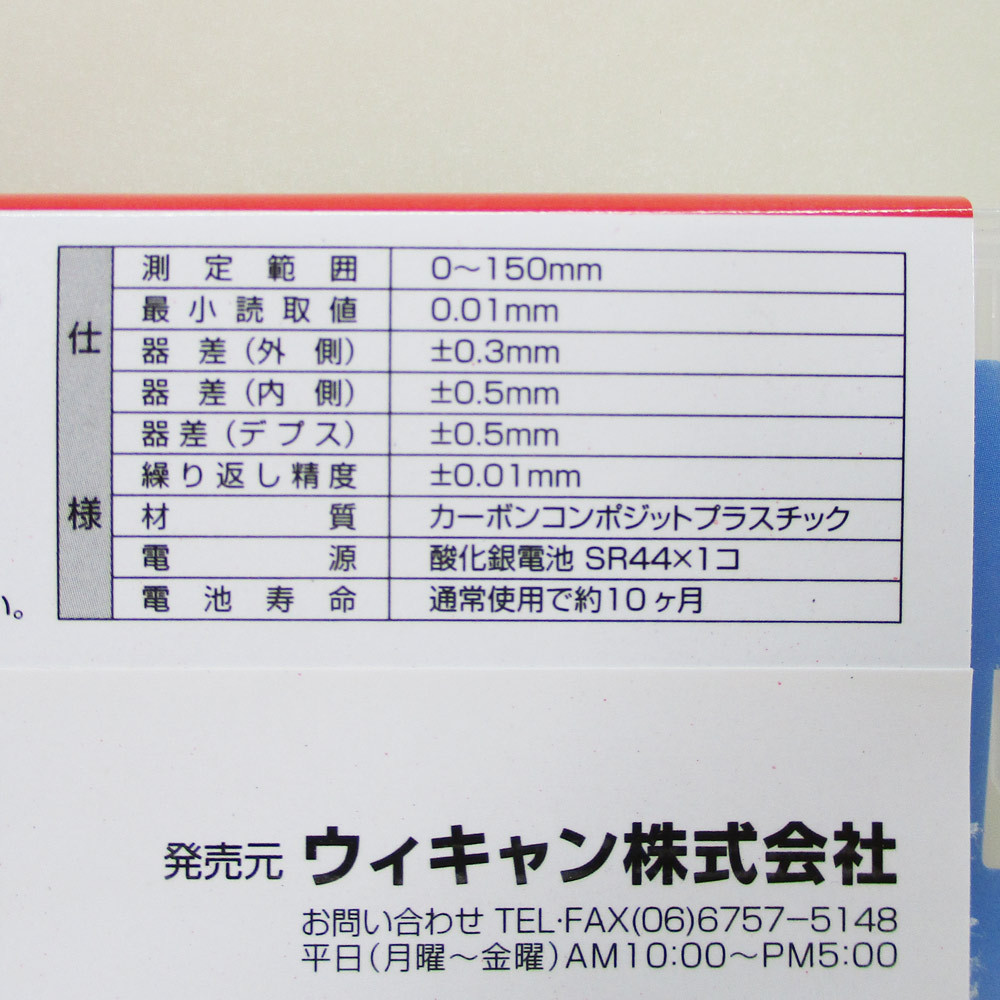 仕様
測定範囲 0～150mm
最小読取値 0.01mm
器差(外側) ±0.3mm
器差(内側) ±0.5mm
器差(デプス) ±0.5mm
繰り返し精度 ±0.01mm
材質 カーボンコンポジットプラスチック
電源 酸化銀電池 SR44×1コ
電池寿命 通常使用で約10ヶ月
い。
発売元 ウィキャン株式会社
お問い合わせ TEL･FAX(06)6757−5148
平日(月曜～金曜)AM10:00～PM5:00